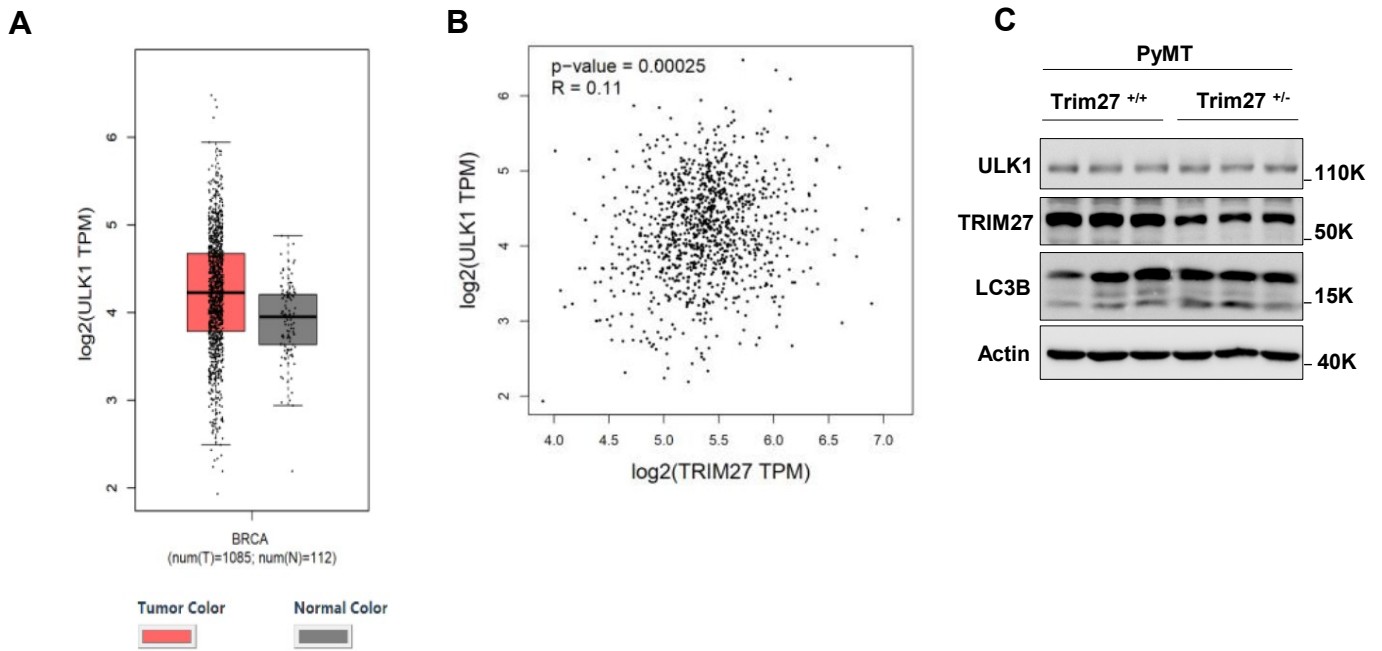 A
log2(ULK1 TPM)
6
5
4
3
2
BRCA
(num(T)=1085; num(N)=112)
Tumor Color
Normal Color
B
p−value = 0.00025
R = 0.11
log2(ULK1 TPM)
6
5
4
3
2
4.0 4.5 5.0 5.5 6.0 6.5 7.0
log2(TRIM27 TPM)
C
PyMT
Trim27 +/+ Trim27 +/-
ULK1 110K
TRIM27 50K
LC3B 15K
Actin 40K